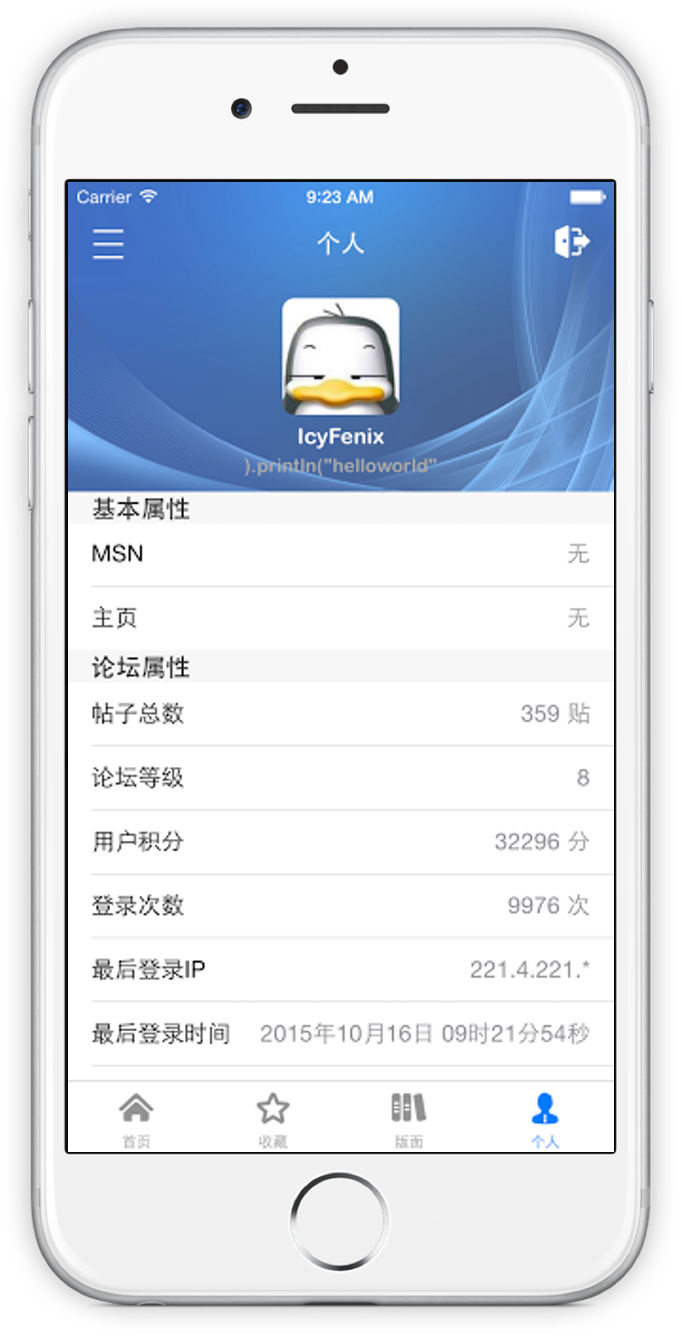 Carrier 9:23 AM
个人
IcyFenix
).println("helloworld"
基本属性
MSN 无
主页 无
论坛属性
帖子总数 359 贴
论坛等级 8
用户积分 32296 分
登录次数 9976 次
最后登录IP 221.4.221.*
最后登录时间 2015年10月16日 09时21分54秒
首页 收藏 版面 个人